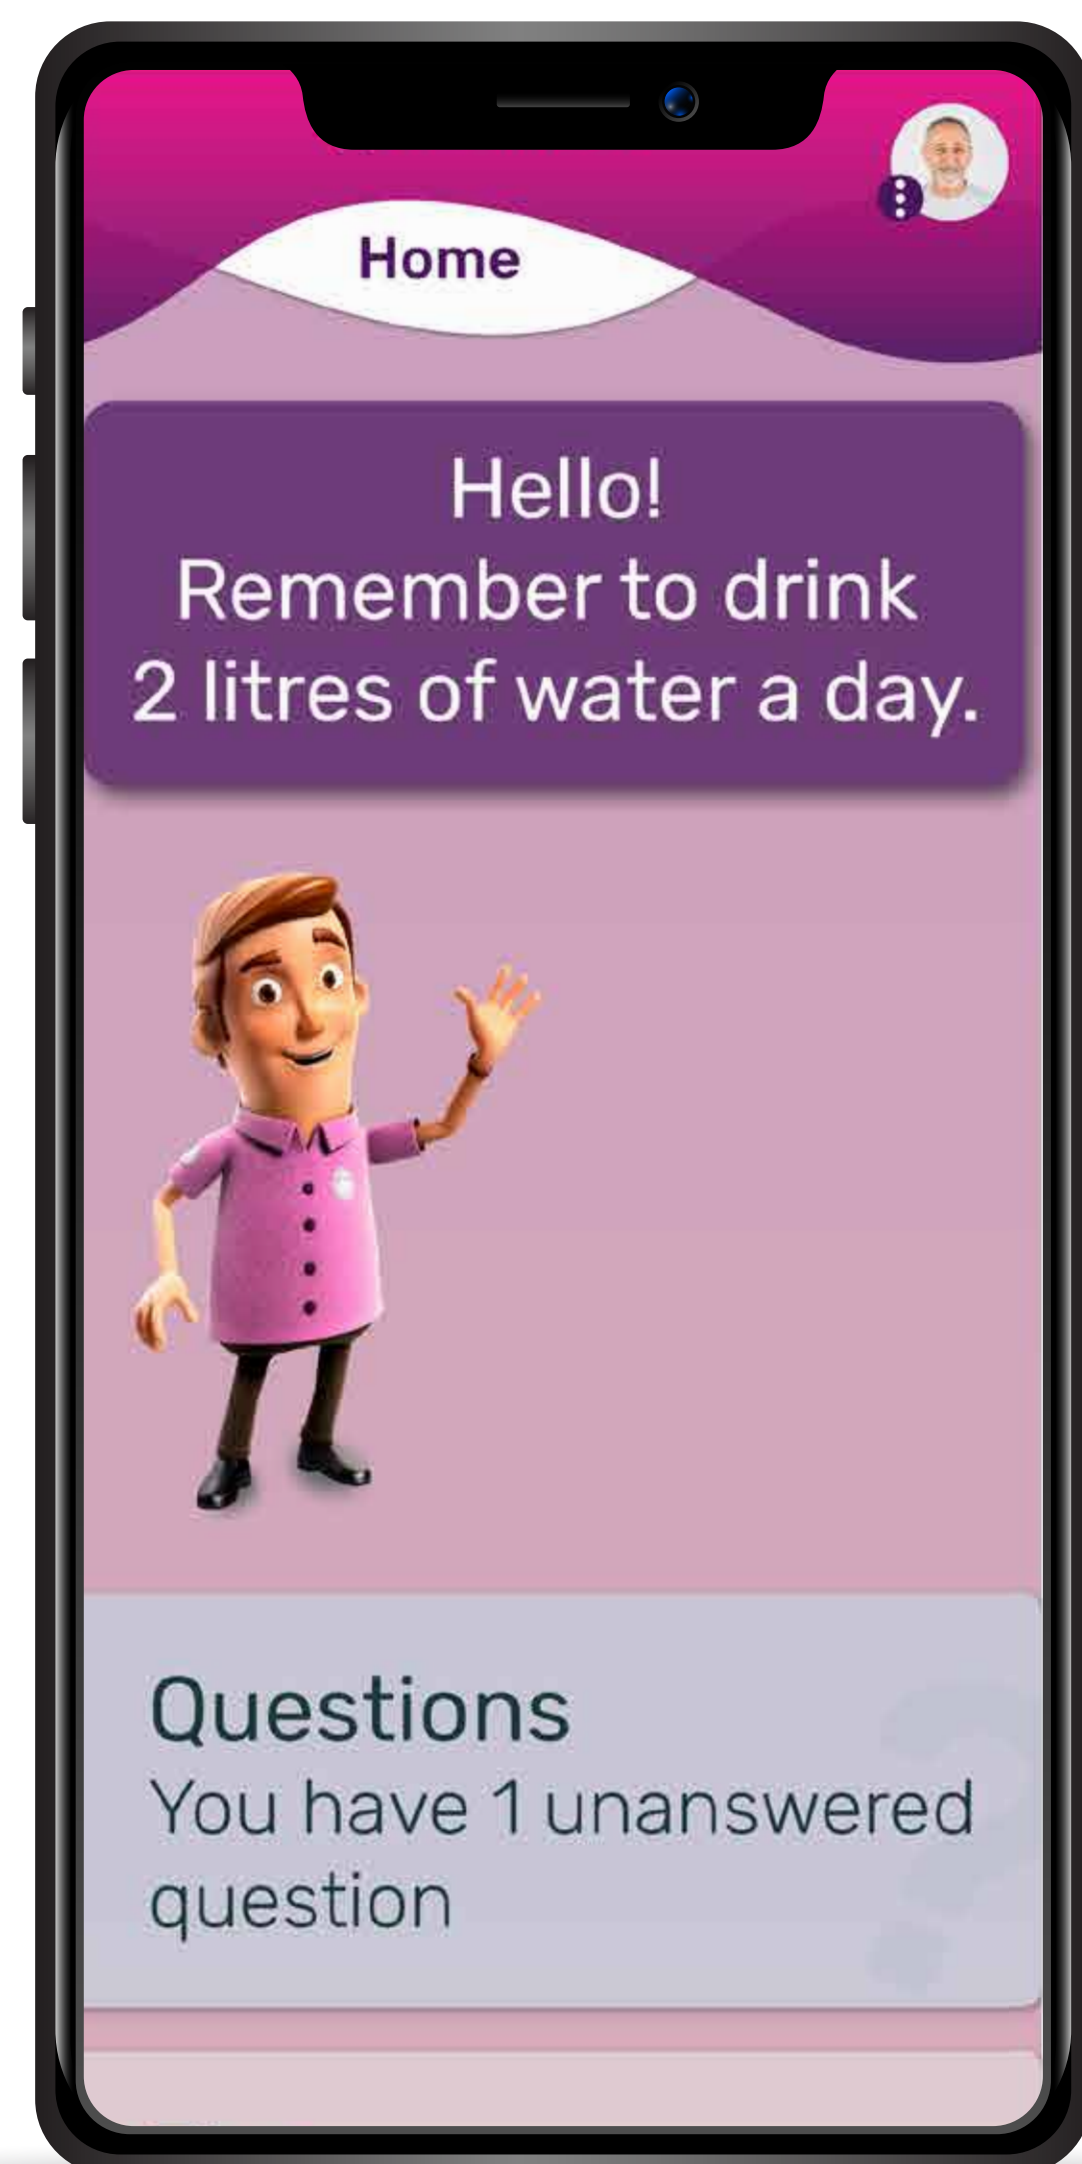 Home
Hello!
Remember to drink
2 litres of water a day.
Questions
You have 1 unanswered
question